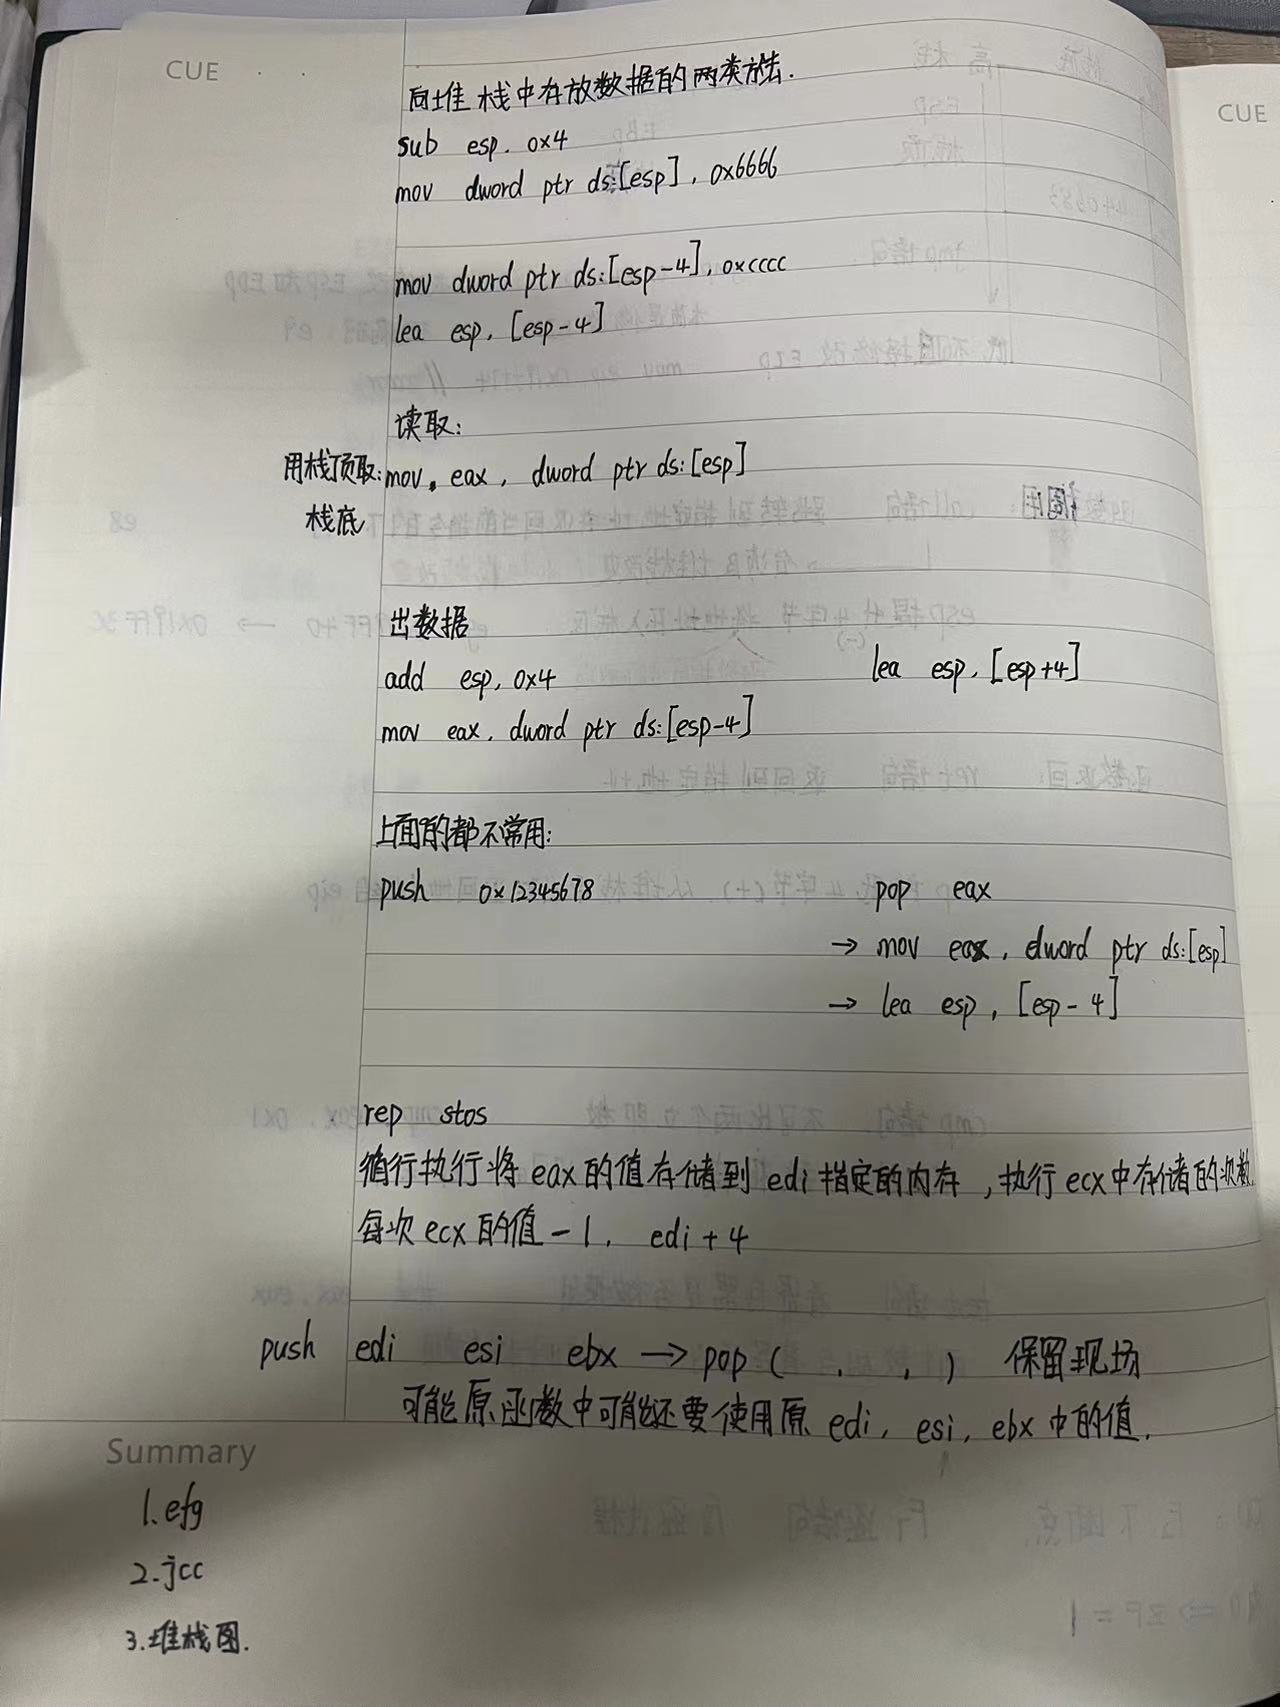 CUE
CUE
向堆栈中存放数据的两类方法.
sub esp. 0x4
mov dword ptr ds:[esp], 0x6666
mov dword ptr ds:[esp-4], 0xcccc
lea esp, [esp-4]
读取:
用栈顶取: mov. eax, dword ptr ds:[esp]
栈底
出数据
add esp, 0x4 lea esp, [esp+4]
mov eax, dword ptr ds:[esp-4]
上面的都不常用:
push 0x12345678 pop eax
→ mov eax, dword ptr ds:[esp]
→ lea esp, [esp-4]
rep stos
循行执行将 eax 的值存储到 edi 指定的内存,执行 ecx 中存储的次数.
每次 ecx 的值 -1, edi+4
push edi esi ebx → pop ( , , ) 保留现场
可能原函数中可能还要使用原 edi, esi, ebx 中的值.
Summary
1.efg
2.jcc
3.堆栈图.